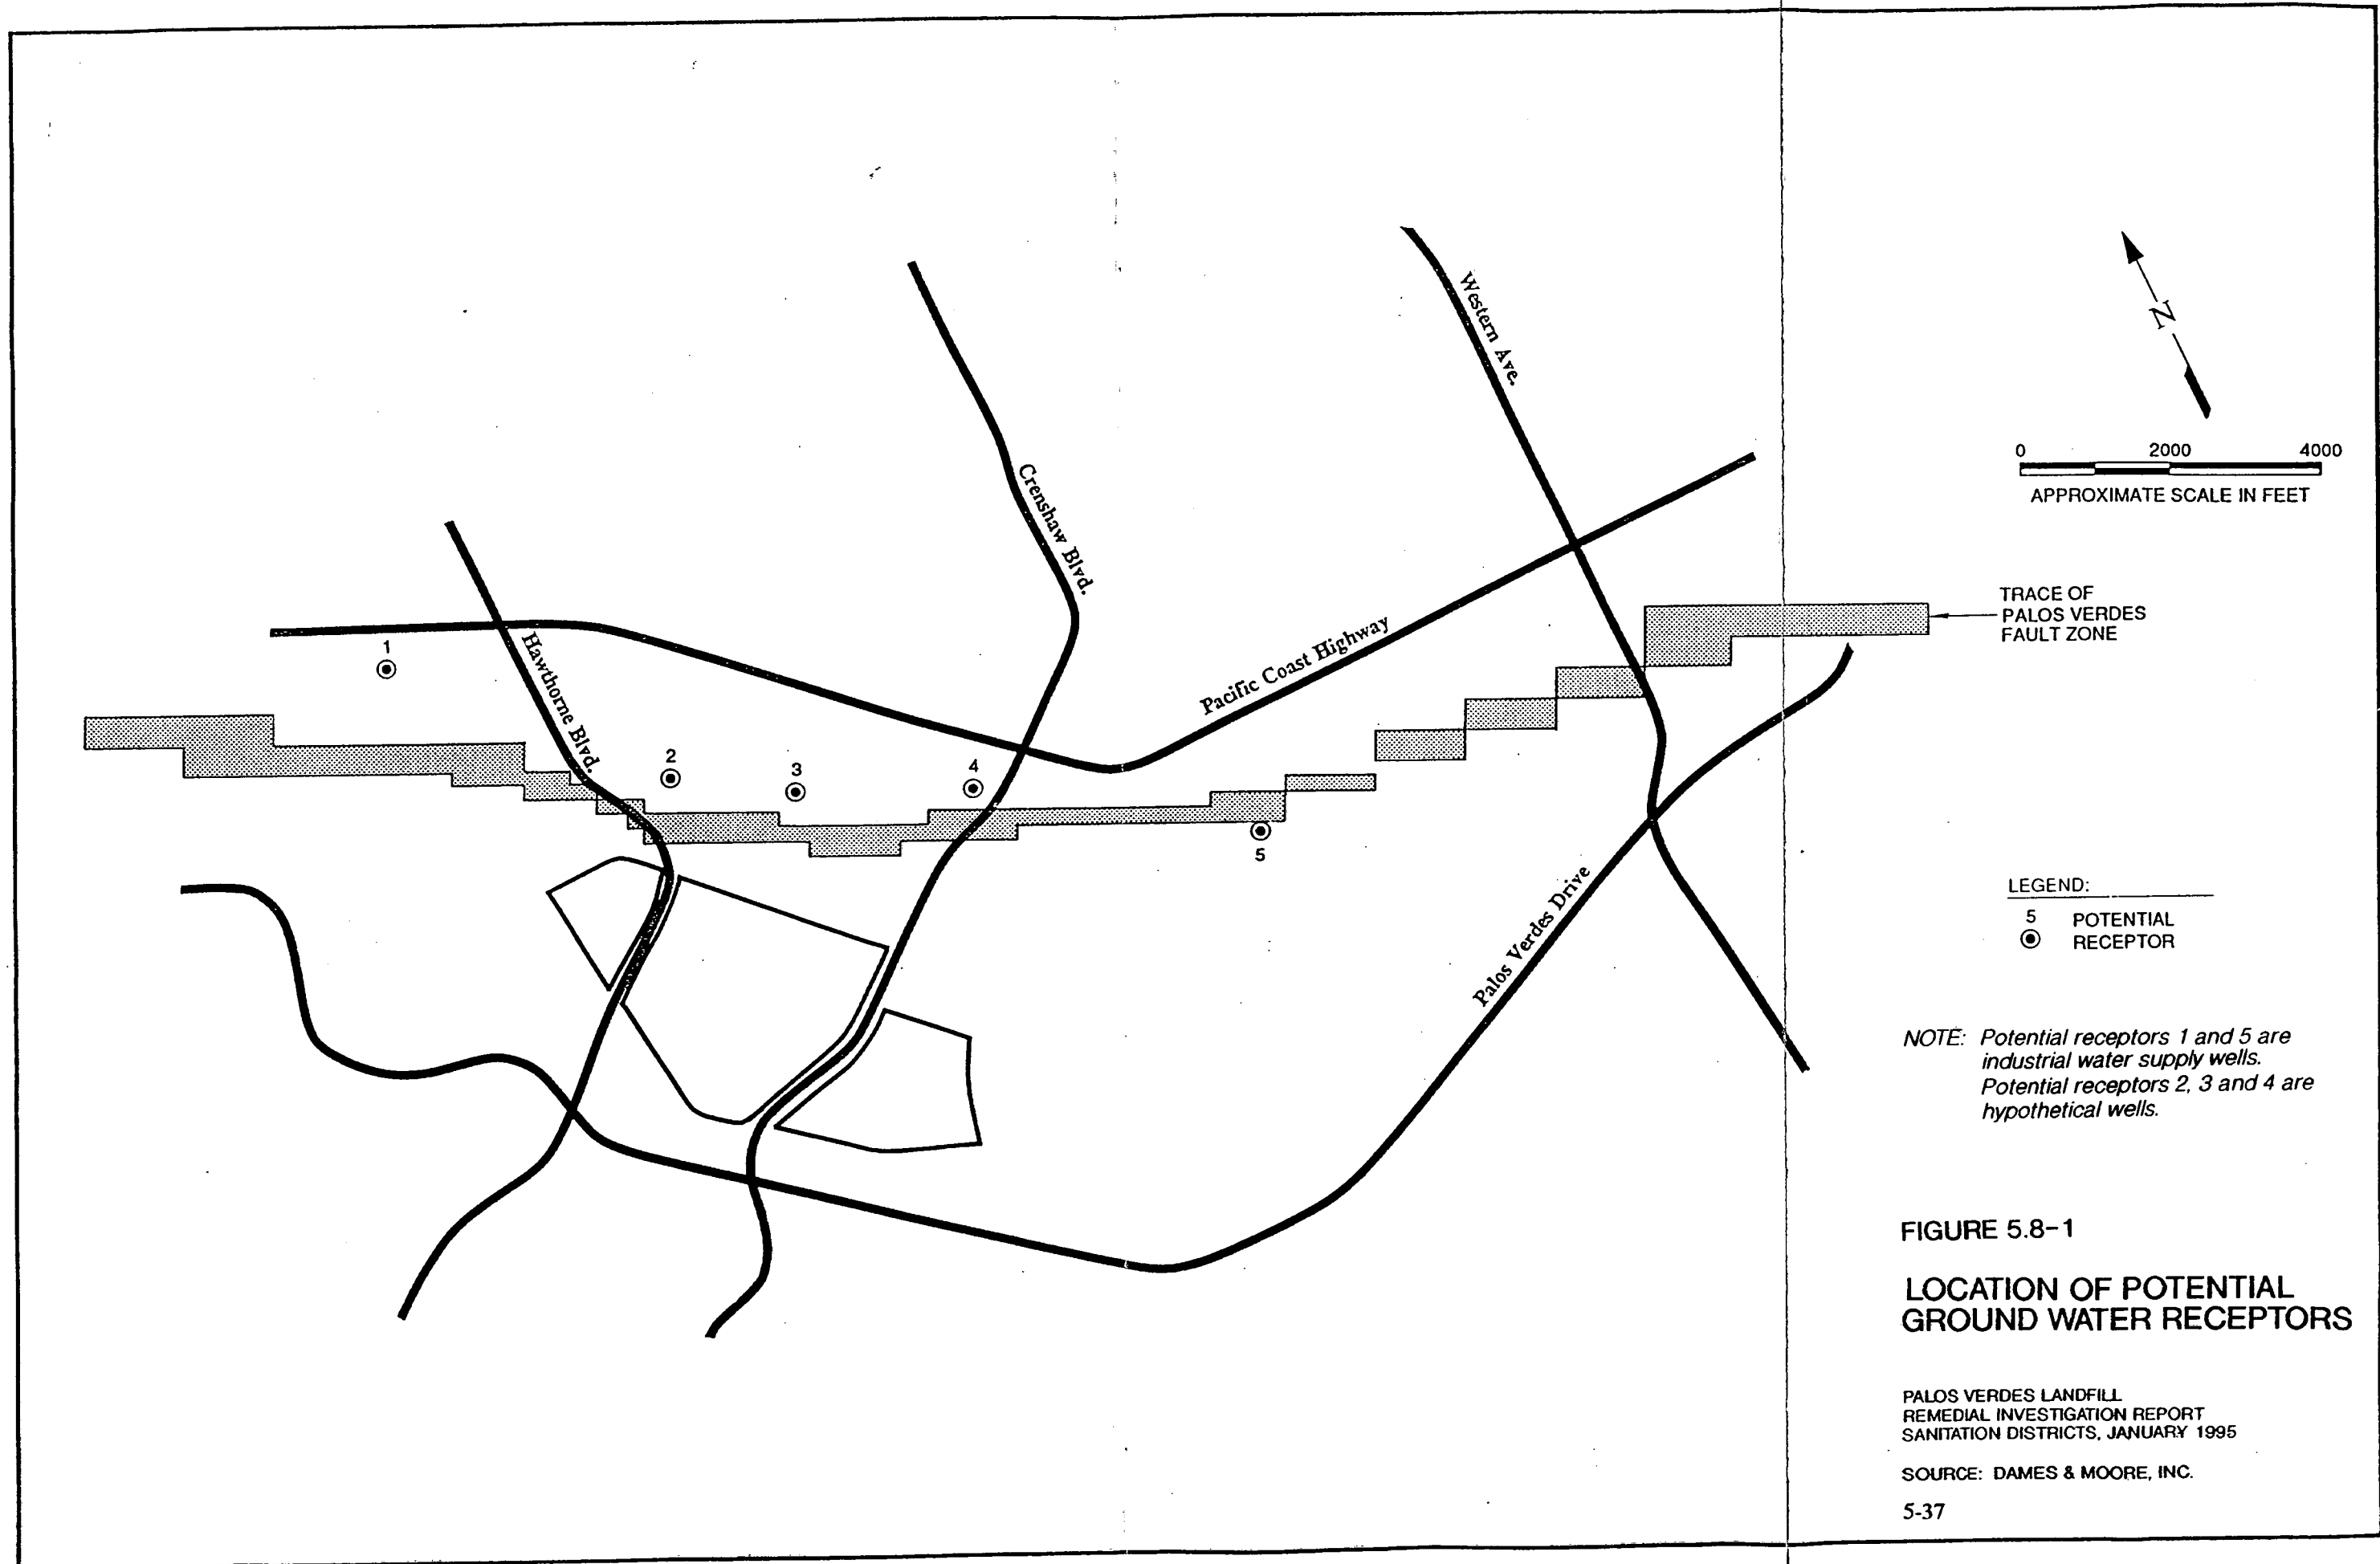 Western Ave.
Crenshaw Blvd.
0 2000 4000
APPROXIMATE SCALE IN FEET
N
Hawthorne Blvd.
Pacific Coast Highway
TRACE OF
PALOS VERDES
FAULT ZONE
1
2
3
4
5
Palos Verdes Drive
LEGEND:
5 POTENTIAL
RECEPTOR
NOTE: Potential receptors 1 and 5 are
industrial water supply wells.
Potential receptors 2, 3 and 4 are
hypothetical wells.
FIGURE 5.8-1
LOCATION OF POTENTIAL
GROUND WATER RECEPTORS
PALOS VERDES LANDFILL
REMEDIAL INVESTIGATION REPORT
SANITATION DISTRICTS, JANUARY 1995
SOURCE: DAMES & MOORE, INC.
5-37